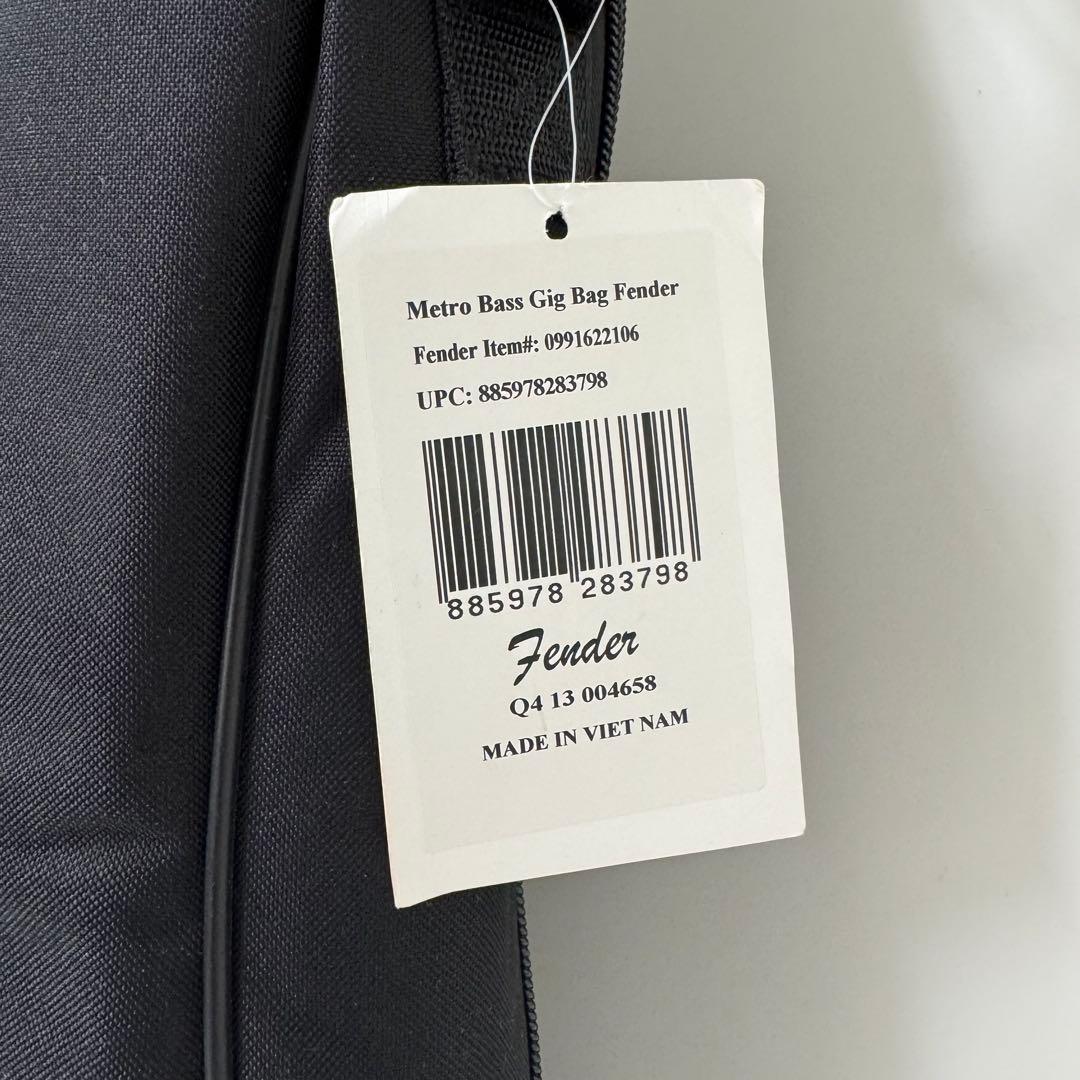 Metro Bass Gig Bag Fender
Fender Item#: 0991622106
UPC: 885978283798
885978 283798
Fender
Q4 13 004658
MADE IN VIET NAM